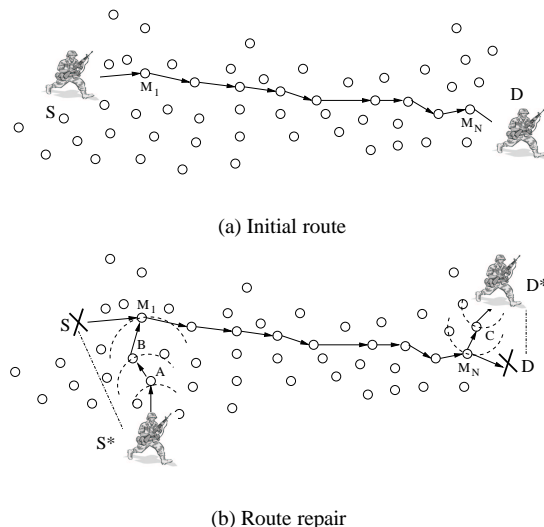 S
M1
D
MN
(a) Initial route
D*
M1
S
C
B
A
MN
D
S*
(b) Route repair